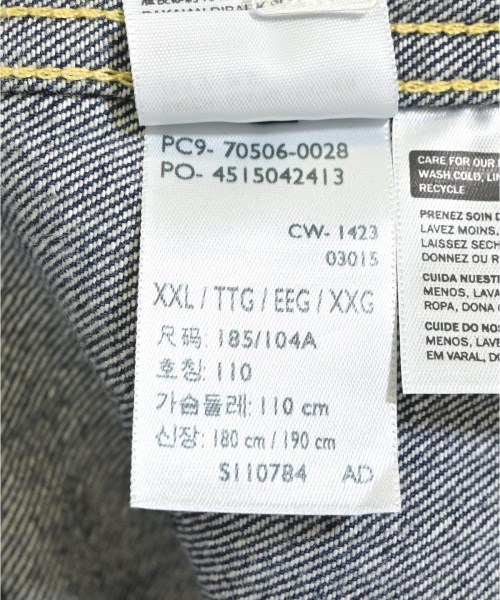 PAKAIAN DIBAL
PC9- 70506-0028
PO- 4515042413
CW- 1423
03015
XXL / TTG / EEG / XXG
尺码: 185/104A
호칭: 110
가슴둘레: 110 cm
신장: 180 cm / 190 cm
S110784 AD
CARE FOR OUR
WASH COLD, LIN
RECYCLE
PRENEZ SOIN D
LAVEZ MOINS,
LAISSEZ SECH
DONNEZ OU R
CUIDA NUESTR
MENOS, LAVA
ROPA, DONA
CUIDE DO NOS
MENOS, LAVE
EM VARAL, DO